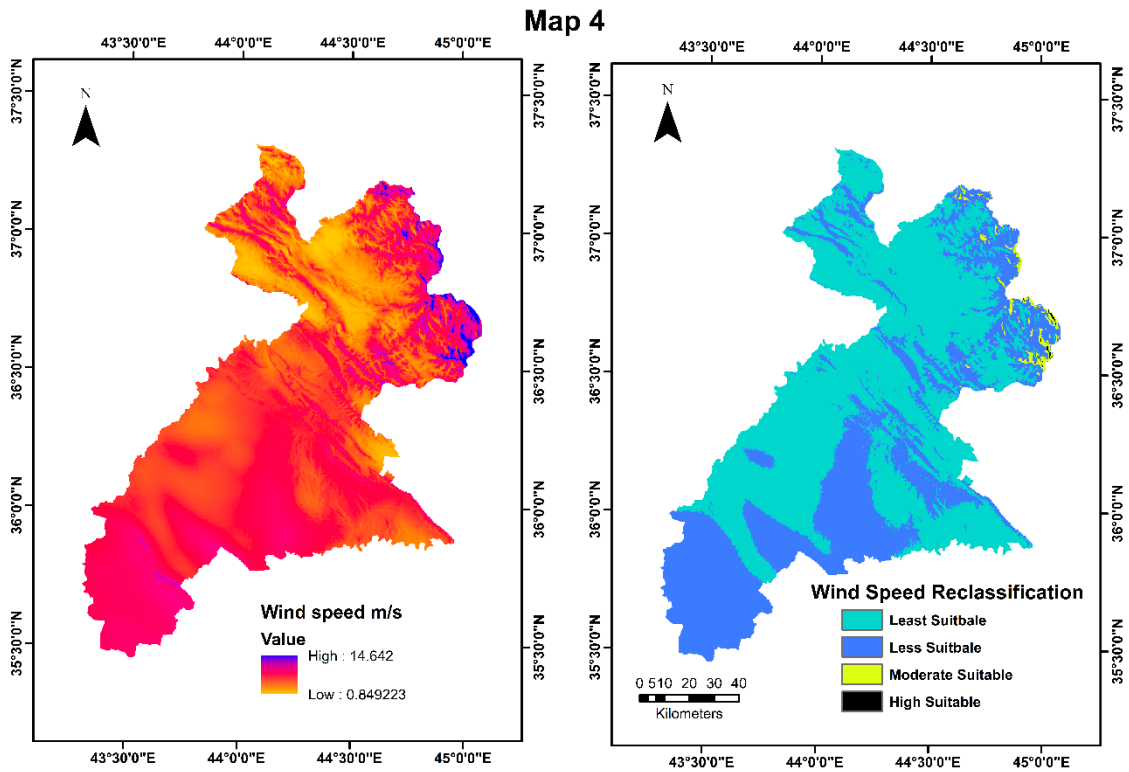 Map 4
43°30'0"E 44°0'0"E 44°30'0"E 45°0'0"E
37°30'0"N
37°0'0"N
36°30'0"N
36°0'0"N
35°30'0"N
N
Wind speed m/s
Value
High : 14.642
Low : 0.849223
37°30'0"N
37°0'0"N
36°30'0"N
36°0'0"N
35°30'0"N
43°30'0"E 44°0'0"E 44°30'0"E 45°0'0"E
43°30'0"E 44°0'0"E 44°30'0"E 45°0'0"E
37°30'0"N
37°0'0"N
36°30'0"N
36°0'0"N
35°30'0"N
N
Wind Speed Reclassification
Least Suitbale
Less Suitbale
Moderate Suitable
High Suitable
0 5 10 20 30 40
Kilometers
37°30'0"N
37°0'0"N
36°30'0"N
36°0'0"N
35°30'0"N
43°30'0"E 44°0'0"E 44°30'0"E 45°0'0"E